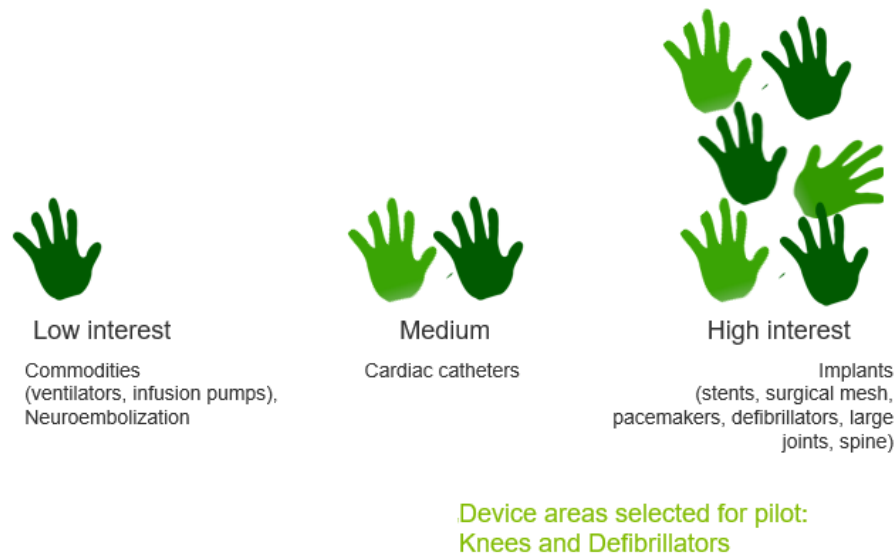 Low interest
Commodities
(ventilators, infusion pumps),
Neuroembolization
Medium
Cardiac catheters
High interest
Implants
(stents, surgical mesh,
pacemakers, defibrillators, large
joints, spine)
Device areas selected for pilot:
Knees and Defibrillators